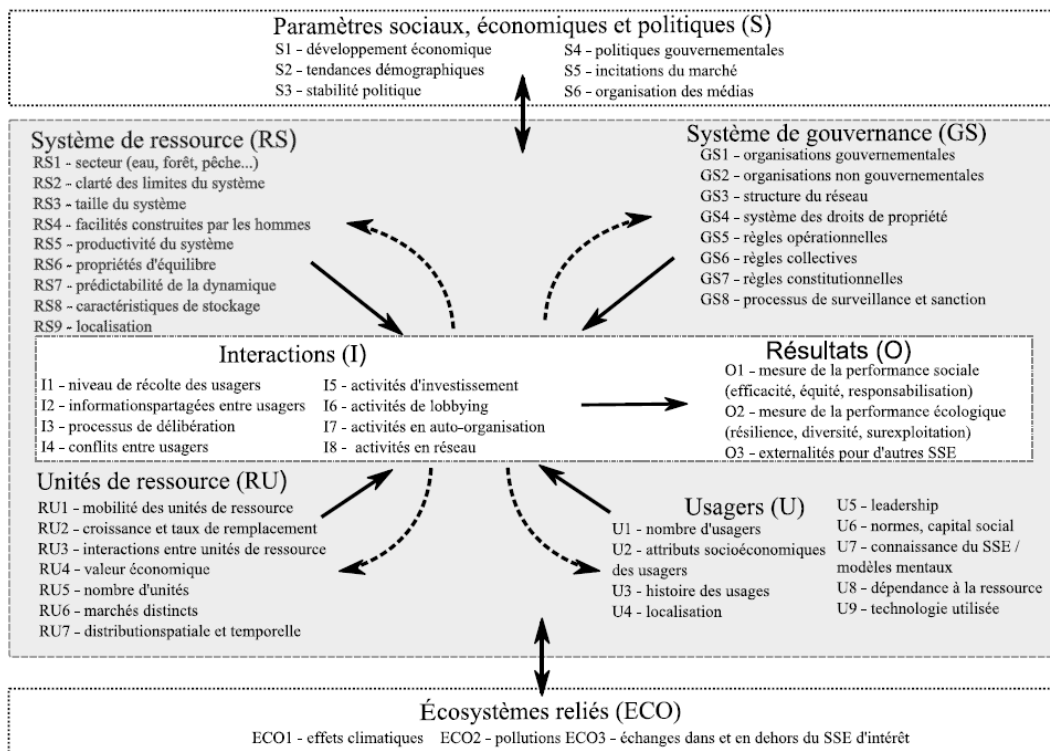 Paramètres sociaux, économiques et politiques (S)
S1 - développement économique
S2 - tendances démographiques
S3 - stabilité politique
S4 - politiques gouvernementales
S5 - incitations du marché
S6 - organisation des médias
Système de ressource (RS)
RS1 - secteur (eau, forêt, pêche...)
RS2 - clarté des limites du système
RS3 - taille du système
RS4 - facilités construites par les hommes
RS5 - productivité du système
RS6 - propriétés d'équilibre
RS7 - prédictabilité de la dynamique
RS8 - caractéristiques de stockage
RS9 - localisation
Système de gouvernance (GS)
GS1 - organisations gouvernementales
GS2 - organisations non gouvernementales
GS3 - structure du réseau
GS4 - système des droits de propriété
GS5 - règles opérationnelles
GS6 - règles collectives
GS7 - règles constitutionnelles
GS8 - processus de surveillance et sanction
Interactions (I)
I1 - niveau de récolte des usagers
I2 - informationspartagées entre usagers
I3 - processus de délibération
I4 - conflits entre usagers
I5 - activités d'investissement
I6 - activités de lobbying
I7 - activités en auto-organisation
I8 - activités en réseau
Résultats (O)
O1 - mesure de la performance sociale
(efficacité, équité, responsabilisation)
O2 - mesure de la performance écologique
(résilience, diversité, surexploitation)
O3 - externalités pour d'autres SSE
Unités de ressource (RU)
RU1 - mobilité des unités de ressource
RU2 - croissance et taux de remplacement
RU3 - interactions entre unités de ressource
RU4 - valeur économique
RU5 - nombre d'unités
RU6 - marchés distincts
RU7 - distributionspatiale et temporelle
Usagers (U)
U1 - nombre d'usagers
U2 - attributs socioéconomiques
des usagers
U3 - histoire des usages
U4 - localisation
U5 - leadership
U6 - normes, capital social
U7 - connaissance du SSE /
modèles mentaux
U8 - dépendance à la ressource
U9 - technologie utilisée
Écosystèmes reliés (ECO)
ECO1 - effets climatiques ECO2 - pollutions ECO3 - échanges dans et en dehors du SSE d'intérêt